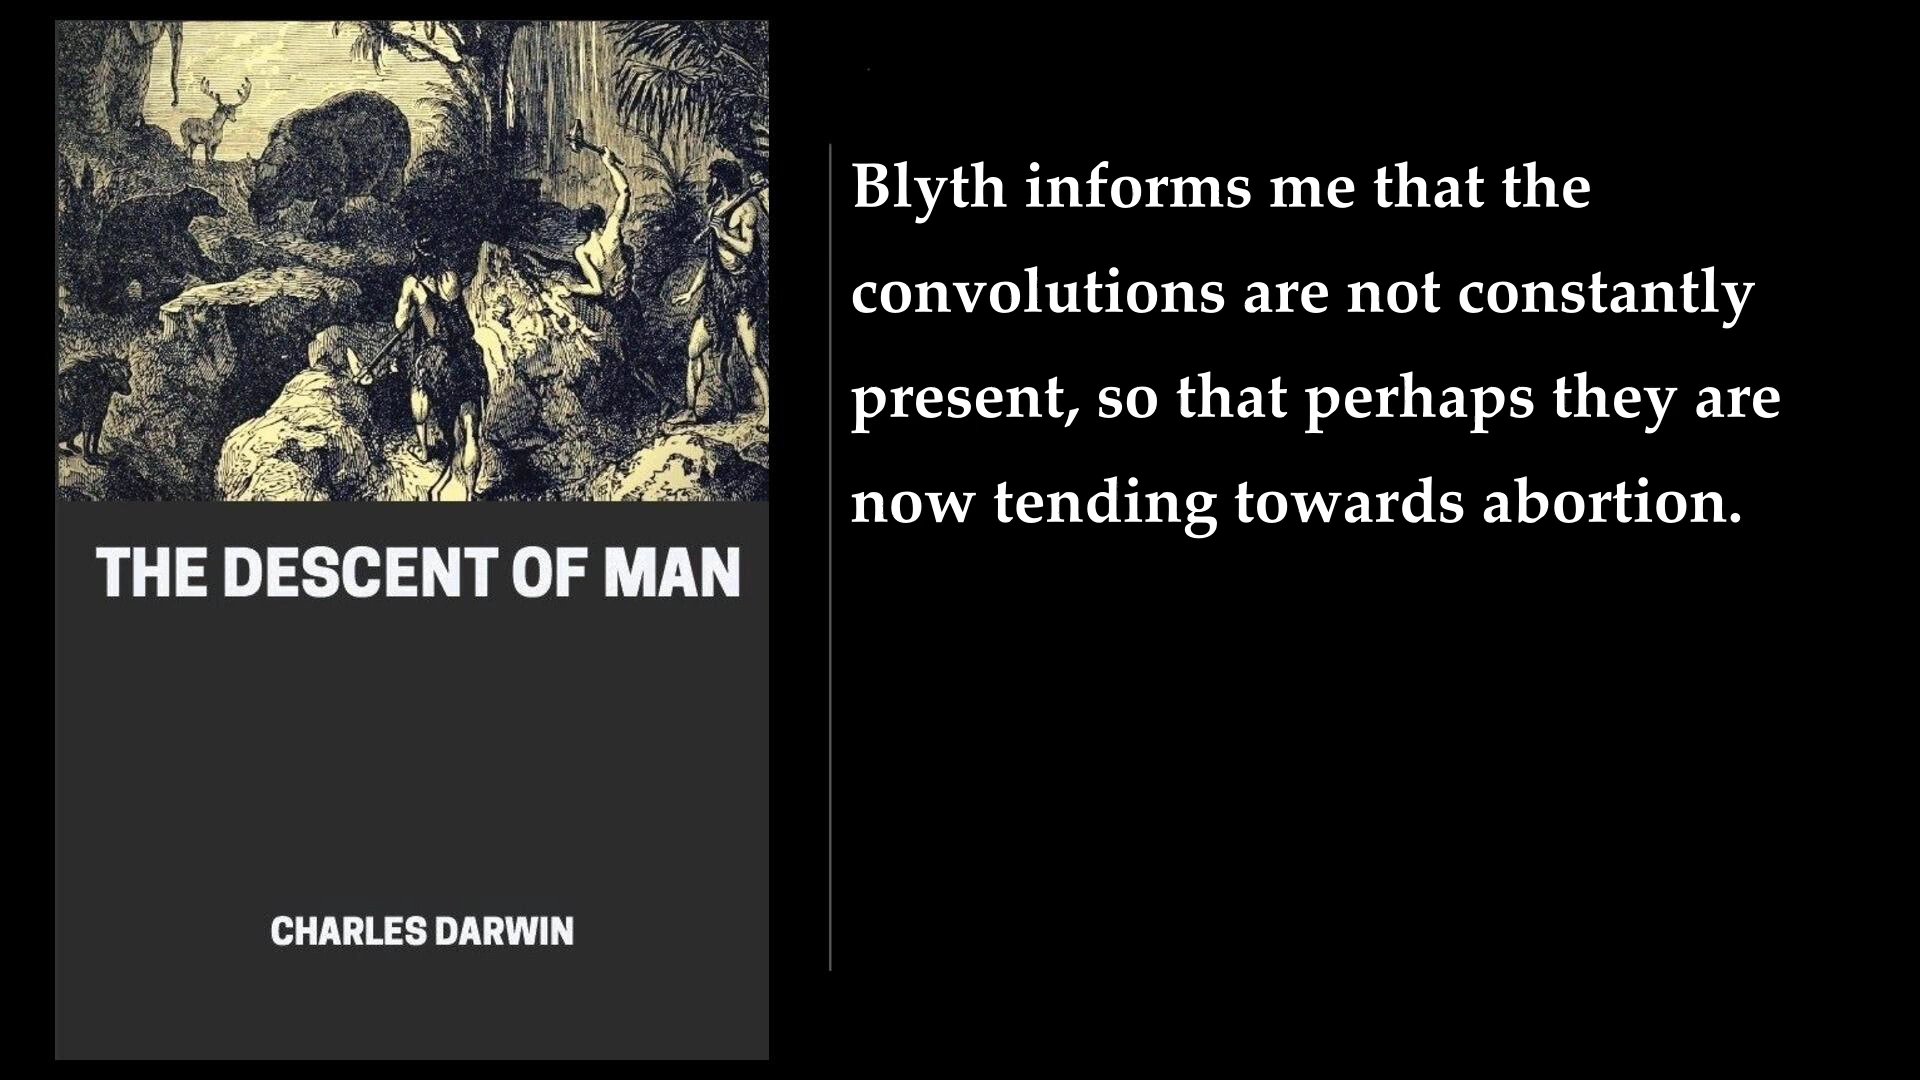 THE DESCENT OF MAN
CHARLES DARWIN
Blyth informs me that the
convolutions are not constantly
present, so that perhaps they are
now tending towards abortion.